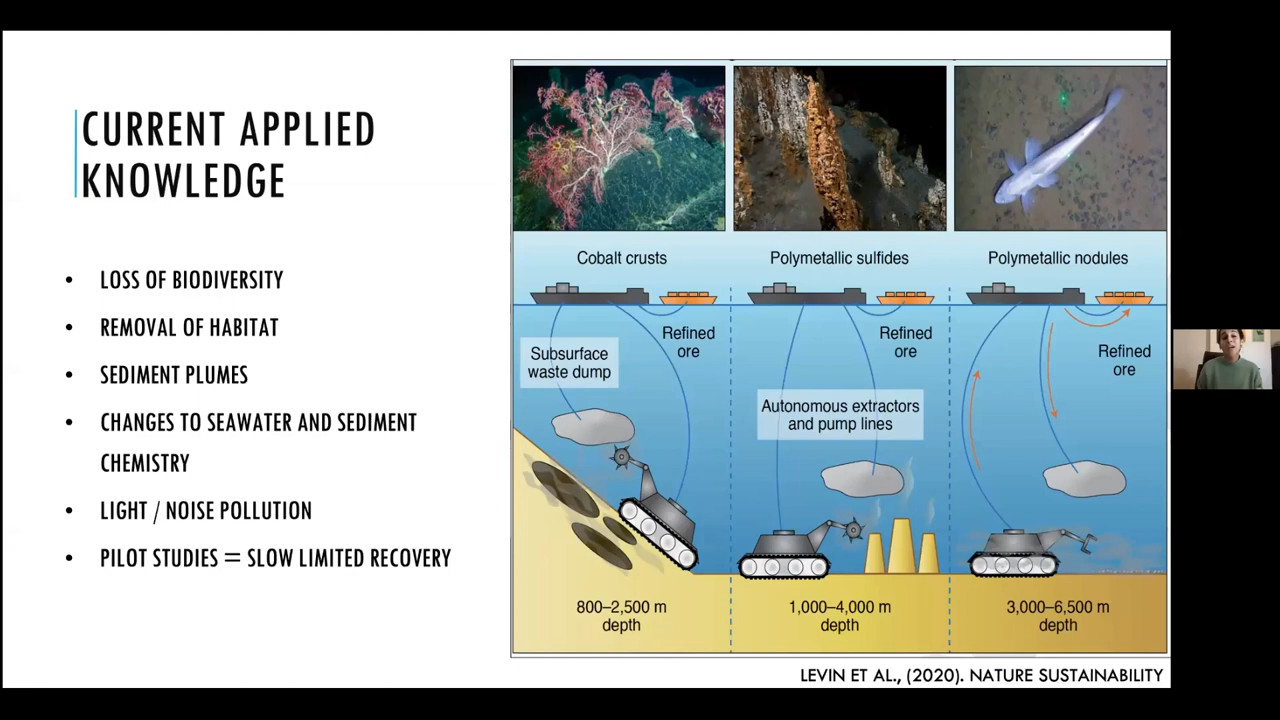 CURRENT APPLIED
KNOWLEDGE
• LOSS OF BIODIVERSITY
• REMOVAL OF HABITAT
• SEDIMENT PLUMES
• CHANGES TO SEAWATER AND SEDIMENT
CHEMISTRY
• LIGHT / NOISE POLLUTION
• PILOT STUDIES = SLOW LIMITED RECOVERY
Cobalt crusts
Polymetallic sulfides
Polymetallic nodules
Refined
ore
Refined
ore
Refined
ore
Subsurface
waste dump
Autonomous extractors
and pump lines
800–2,500 m
depth
1,000–4,000 m
depth
3,000–6,500 m
depth
LEVIN ET AL., (2020). NATURE SUSTAINABILITY